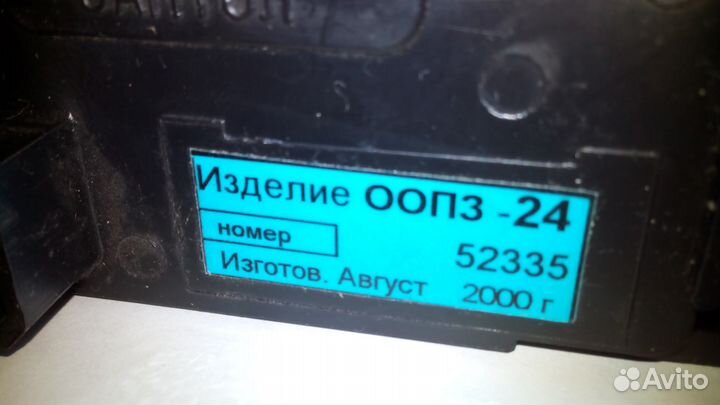 Изделие ООПЗ -24
номер 52335
Изготов. Август 2000 г
Avito